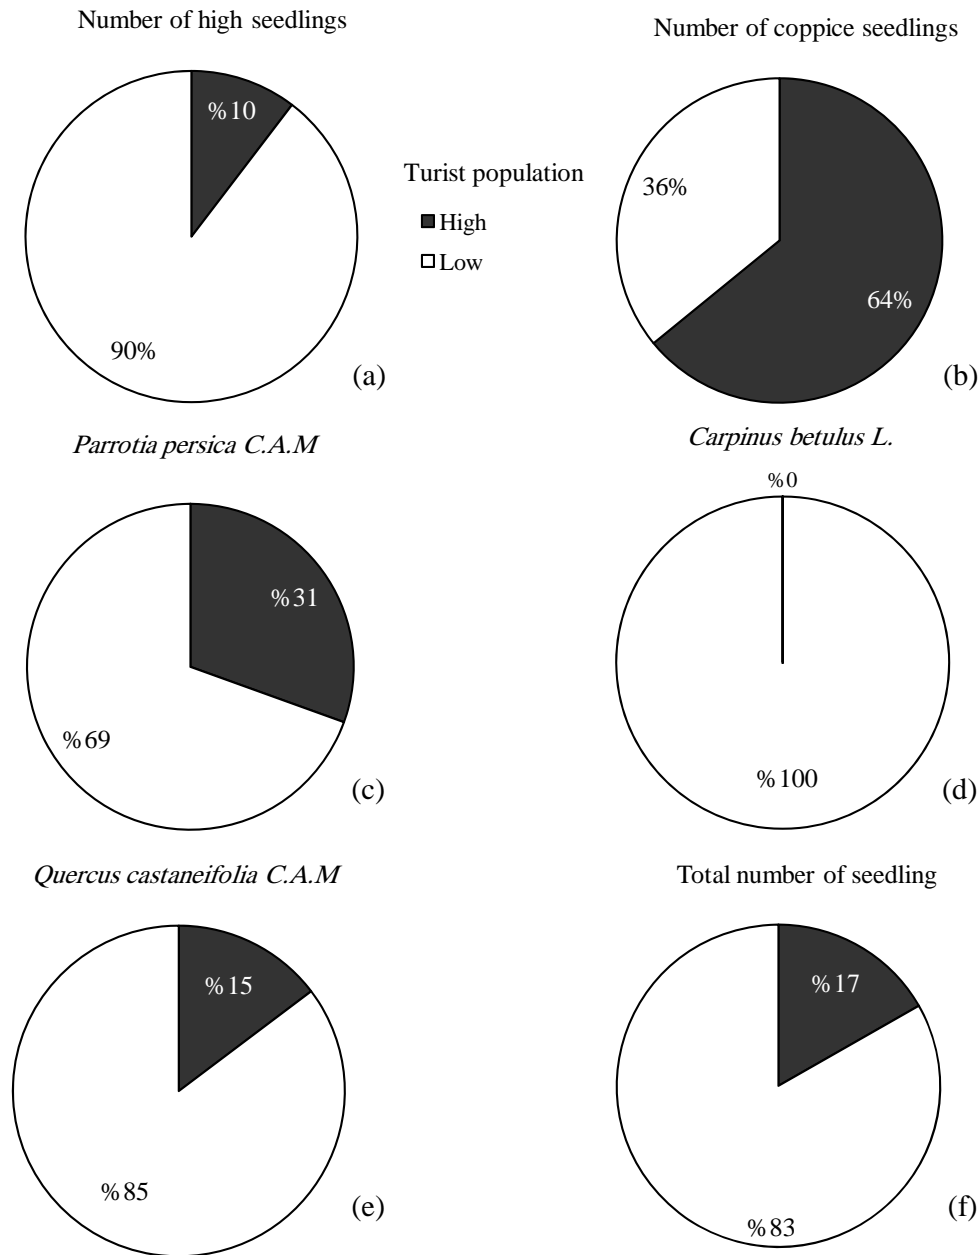 Number of high seedlings
Number of coppice seedlings
%10
90%
(a)
Turist population
High
Low
36%
64%
(b)
Parrotia persica C.A.M
Carpinus betulus L.
%31
%69
(c)
%0
%100
(d)
Quercus castaneifolia C.A.M
Total number of seedling
%15
%85
(e)
%17
%83
(f)